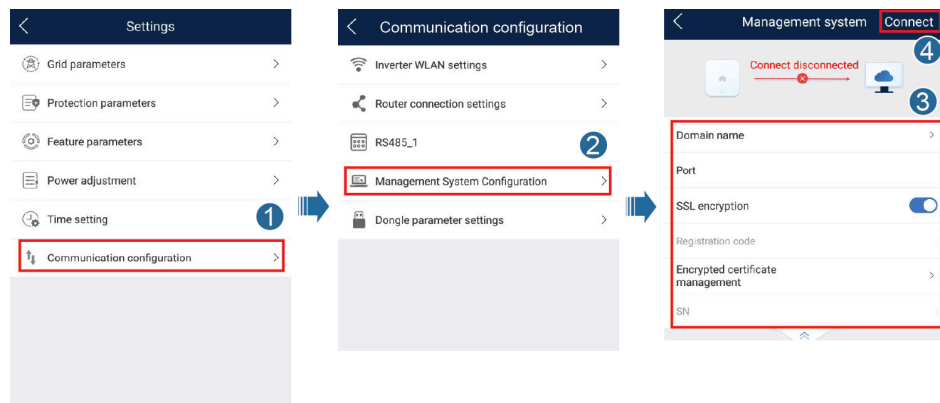 Settings
Grid parameters
Protection parameters
Feature parameters
Power adjustment
Time setting
1
Communication configuration
Communication configuration
Inverter WLAN settings
Router connection settings
RS485_1
2
Management System Configuration
Dongle parameter settings
Management system Connect
4
Connect disconnected
3
Domain name
Port
SSL encryption
Registration code
Encrypted certificate
management
SN